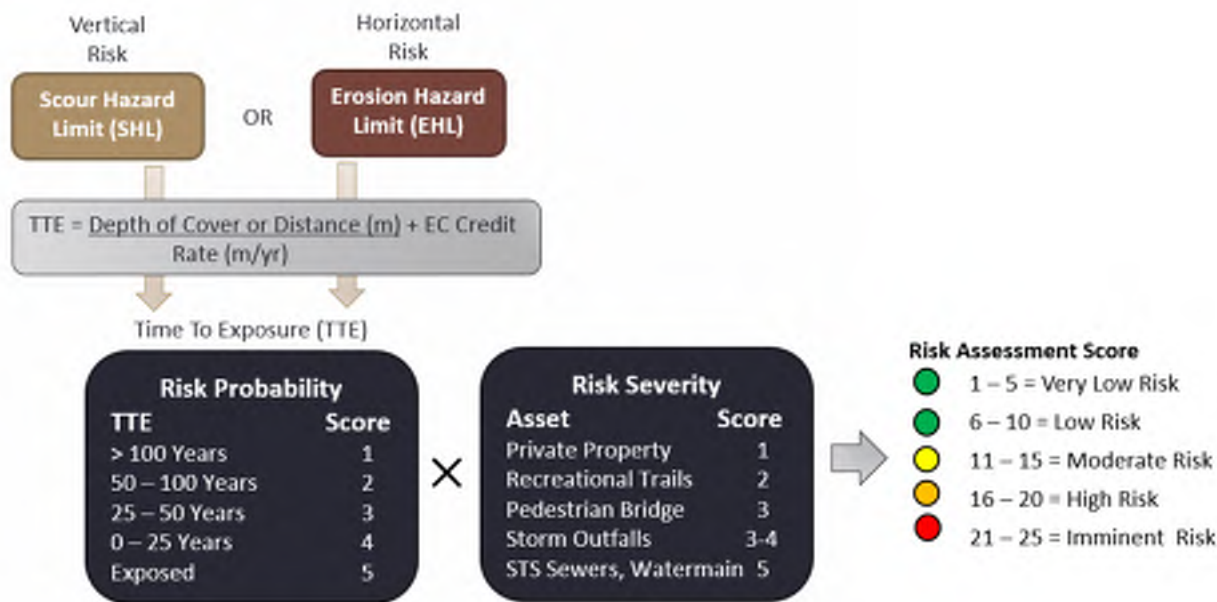 Vertical
Risk
Horizontal
Risk
Scour Hazard
Limit (SHL)
OR
Erosion Hazard
Limit (EHL)
TTE = Depth of Cover or Distance (m) + EC Credit
Rate (m/yr)
Time To Exposure (TTE)
Risk Probability
TTE Score
> 100 Years 1
50 – 100 Years 2
25 – 50 Years 3
0 – 25 Years 4
Exposed 5
×
Risk Severity
Asset Score
Private Property 1
Recreational Trails 2
Pedestrian Bridge 3
Storm Outfalls 3-4
STS Sewers, Watermain 5
Risk Assessment Score
1 – 5 = Very Low Risk
6 – 10 = Low Risk
11 – 15 = Moderate Risk
16 – 20 = High Risk
21 – 25 = Imminent Risk